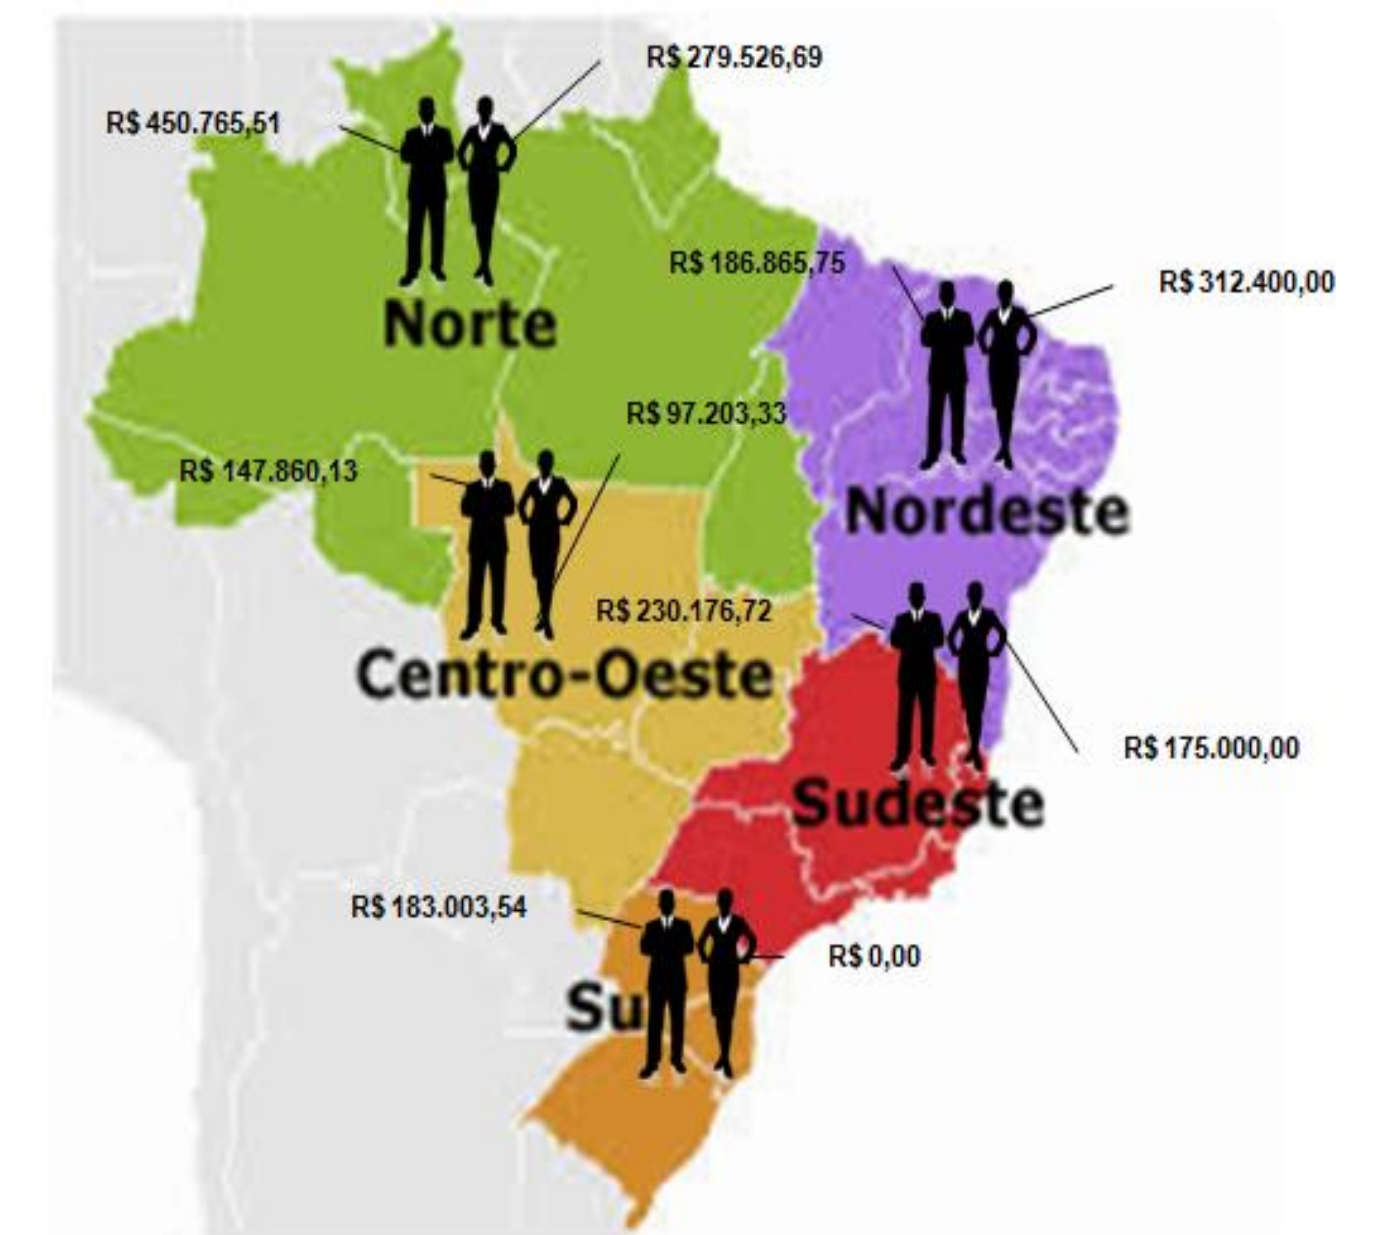 R$ 279.526,69
R$ 450.765,51
Norte
R$ 186.865,75
R$ 312.400,00
Nordeste
R$ 97.203,33
R$ 147.860,13
Centro-Oeste
R$ 230.176,72
R$ 175.000,00
Sudeste
R$ 183.003,54
R$ 0,00
Su